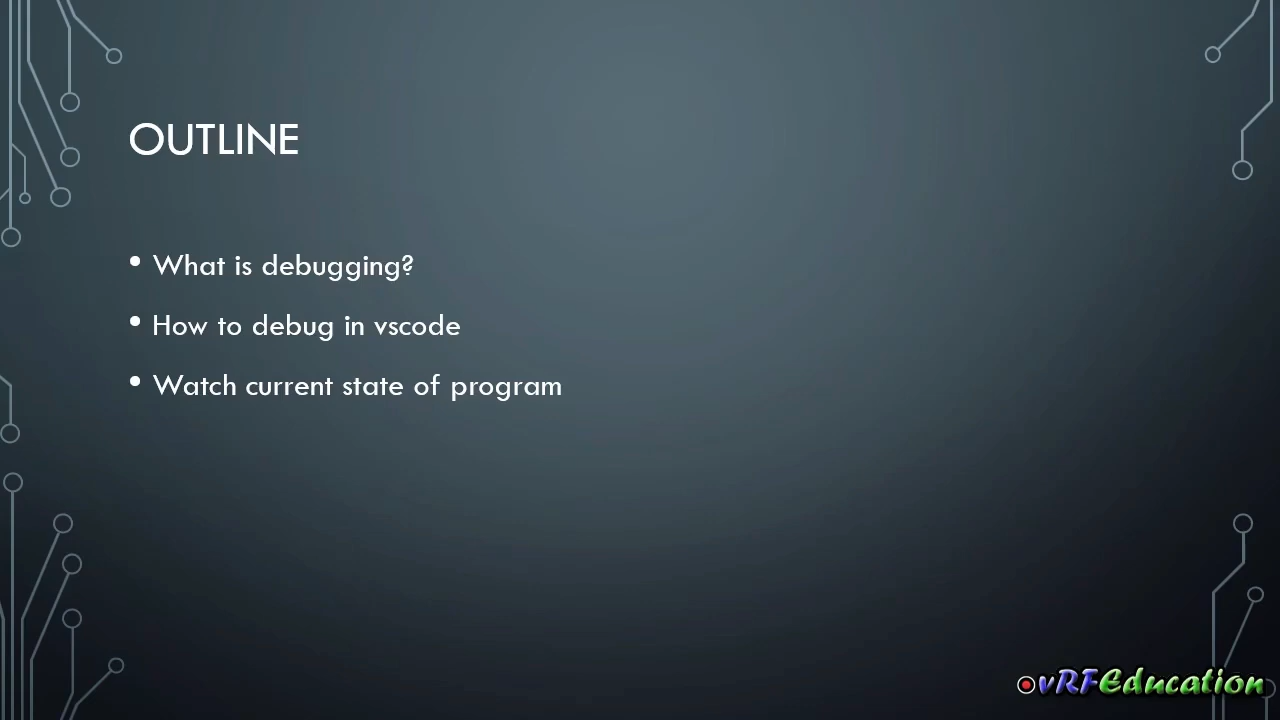 OUTLINE
• What is debugging?
• How to debug in vscode
• Watch current state of program
vRFEducation